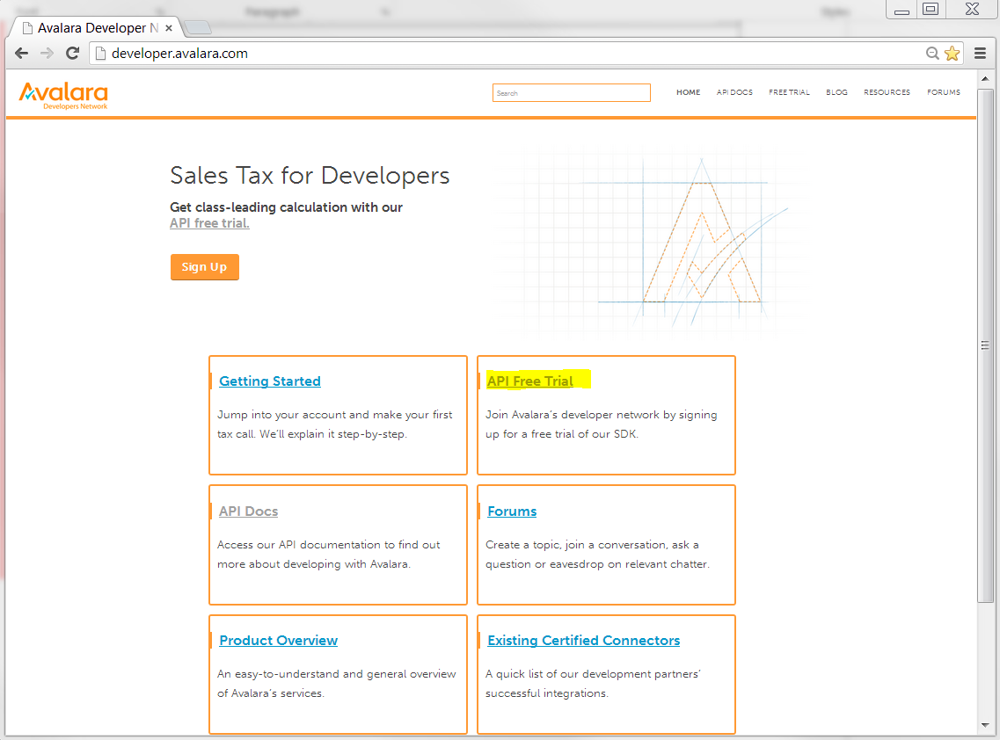 Paragraph
Styles
Avalara Developer N
developer.avalara.com
Avalara
Developers Network
Search
HOME
API DOCS
FREE TRIAL
BLOG
RESOURCES
FORUMS
Sales Tax for Developers
Get class-leading calculation with our
API free trial.
Sign Up
Getting Started
Jump into your account and make your first
tax call. We'll explain it step-by-step.
API Free Trial
Join Avalara's developer network by signing
up for a free trial of our SDK.
API Docs
Access our API documentation to find out
more about developing with Avalara.
Forums
Create a topic, join a conversation, ask a
question or eavesdrop on relevant chatter.
Product Overview
An easy-to-understand and general overview
of Avalara's services.
Existing Certified Connectors
A quick list of our development partners'
successful integrations.